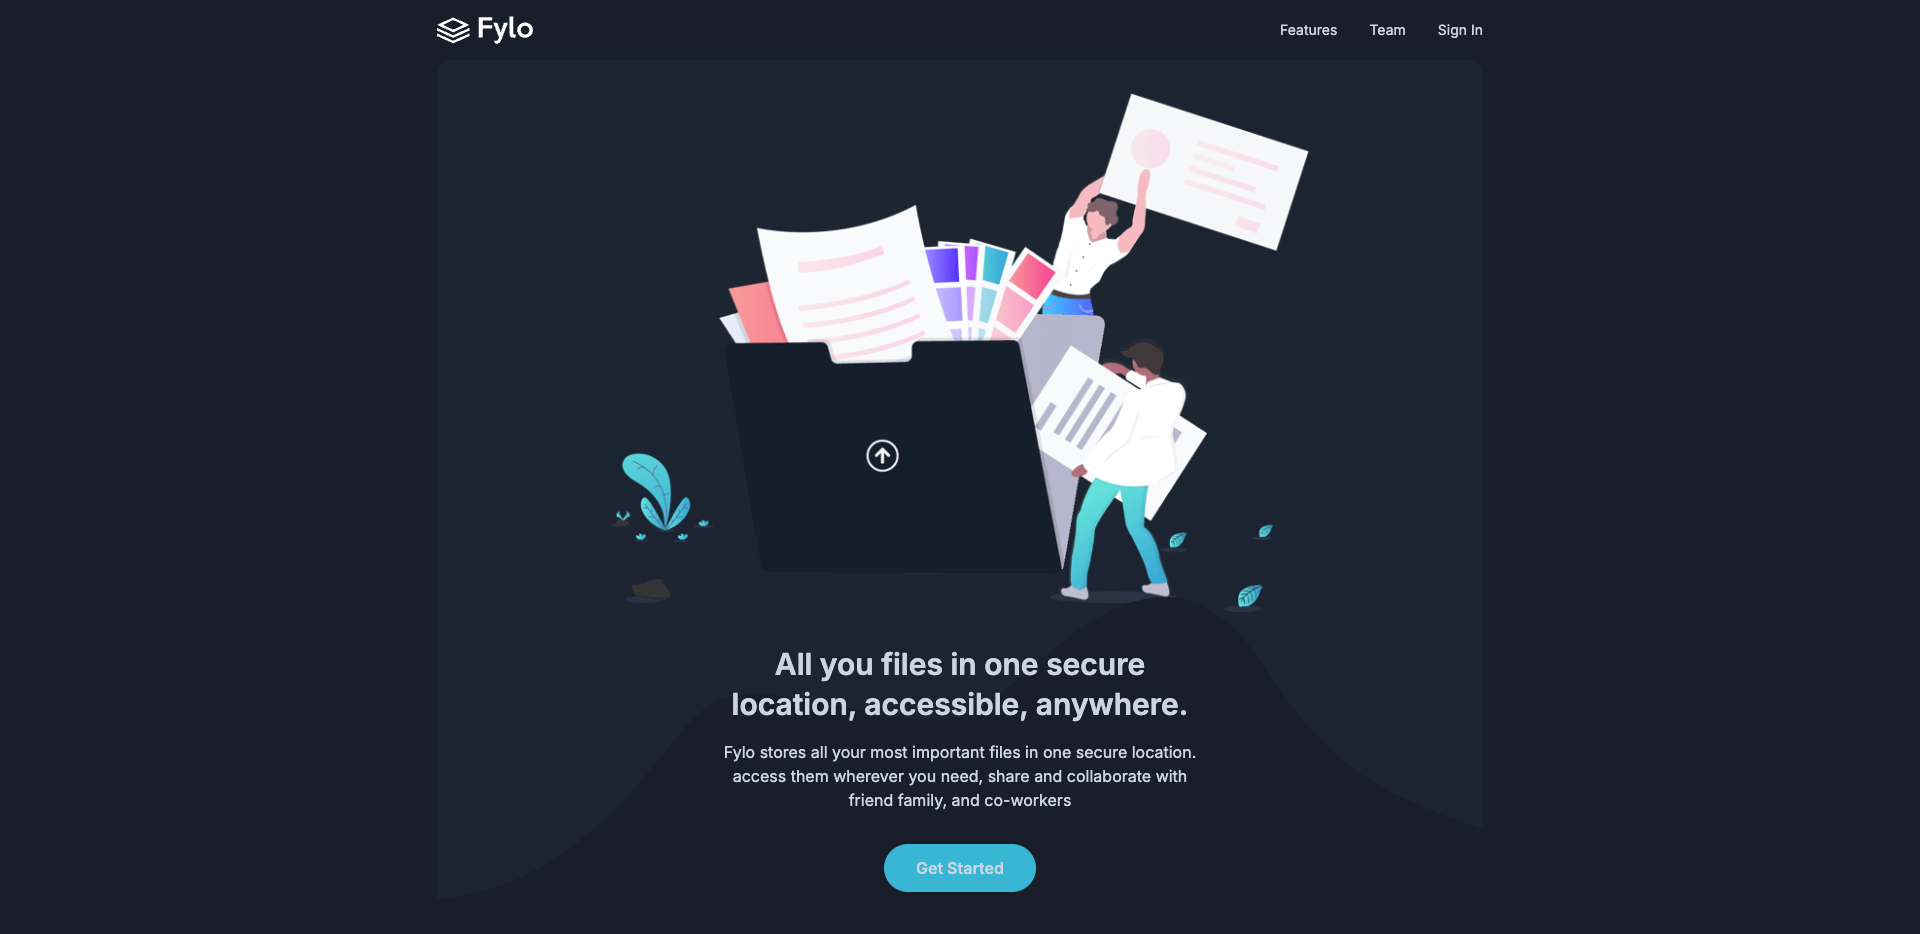 Fylo
Features
Team
Sign In
All you files in one secure
location, accessible, anywhere.
Fylo stores all your most important files in one secure location.
access them wherever you need, share and collaborate with
friend family, and co-workers
Get Started